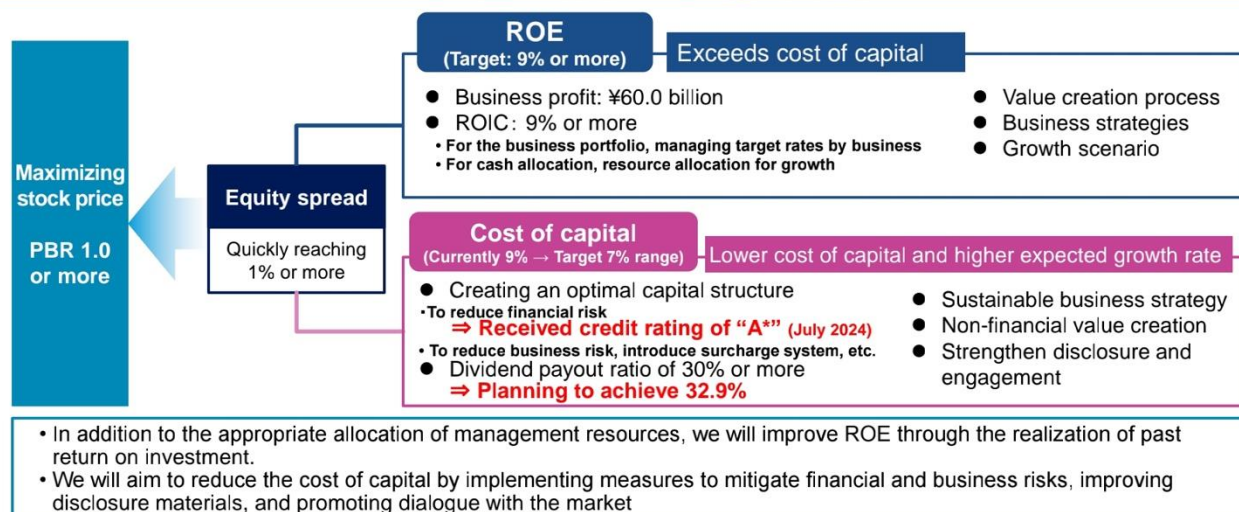 ROE
(Target: 9% or more)
Exceeds cost of capital
● Business profit: ¥60.0 billion
● ROIC: 9% or more
• For the business portfolio, managing target rates by business
• For cash allocation, resource allocation for growth
● Value creation process
● Business strategies
● Growth scenario
Maximizing
stock price
PBR 1.0
or more
Equity spread
Quickly reaching
1% or more
Cost of capital
(Currently 9% → Target 7% range)
Lower cost of capital and higher expected growth rate
● Creating an optimal capital structure
•To reduce financial risk
⇒ Received credit rating of “A*” (July 2024)
• To reduce business risk, introduce surcharge system, etc.
● Dividend payout ratio of 30% or more
⇒ Planning to achieve 32.9%
● Sustainable business strategy
● Non-financial value creation
● Strengthen disclosure and
engagement
• In addition to the appropriate allocation of management resources, we will improve ROE through the realization of past
return on investment.
• We will aim to reduce the cost of capital by implementing measures to mitigate financial and business risks, improving
disclosure materials, and promoting dialogue with the market